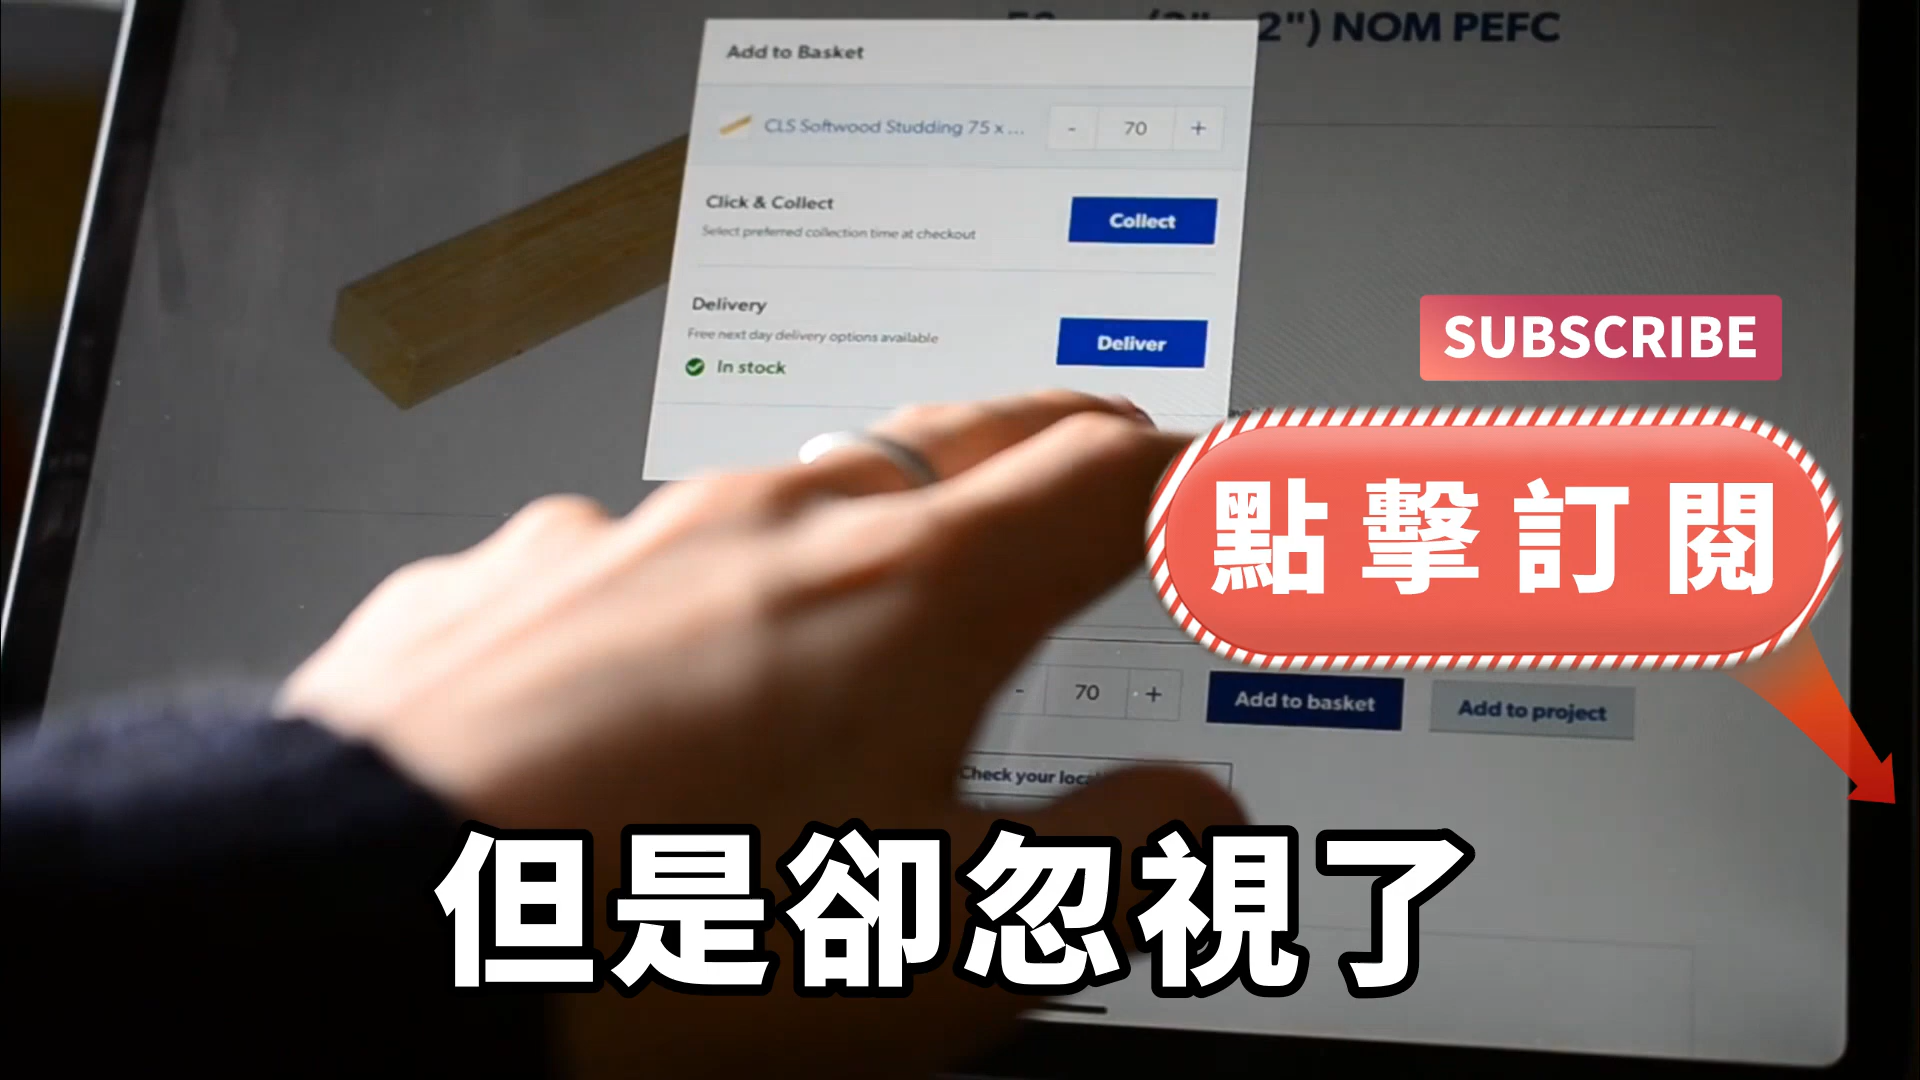 2") NOM PEFC
Add to Basket
CLS Softwood Studding 75 x ...
- 70 +
Click & Collect
Select preferred collection time at checkout
Collect
Delivery
Free next day delivery options available
Deliver
In stock
SUBSCRIBE
點擊訂閱
- 70 +
Add to basket
Add to project
Check your
但是卻忽視了